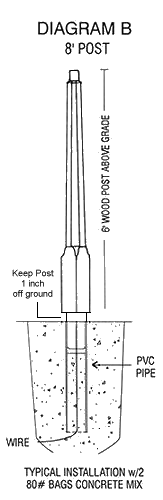 DIAGRAM B
8' POST
6' WOOD POST ABOVE GRADE
Keep Post
1 inch
off ground
PVC
PIPE
WIRE
TYPICAL INSTALLATION w/2
80# BAGS CONCRETE MIX